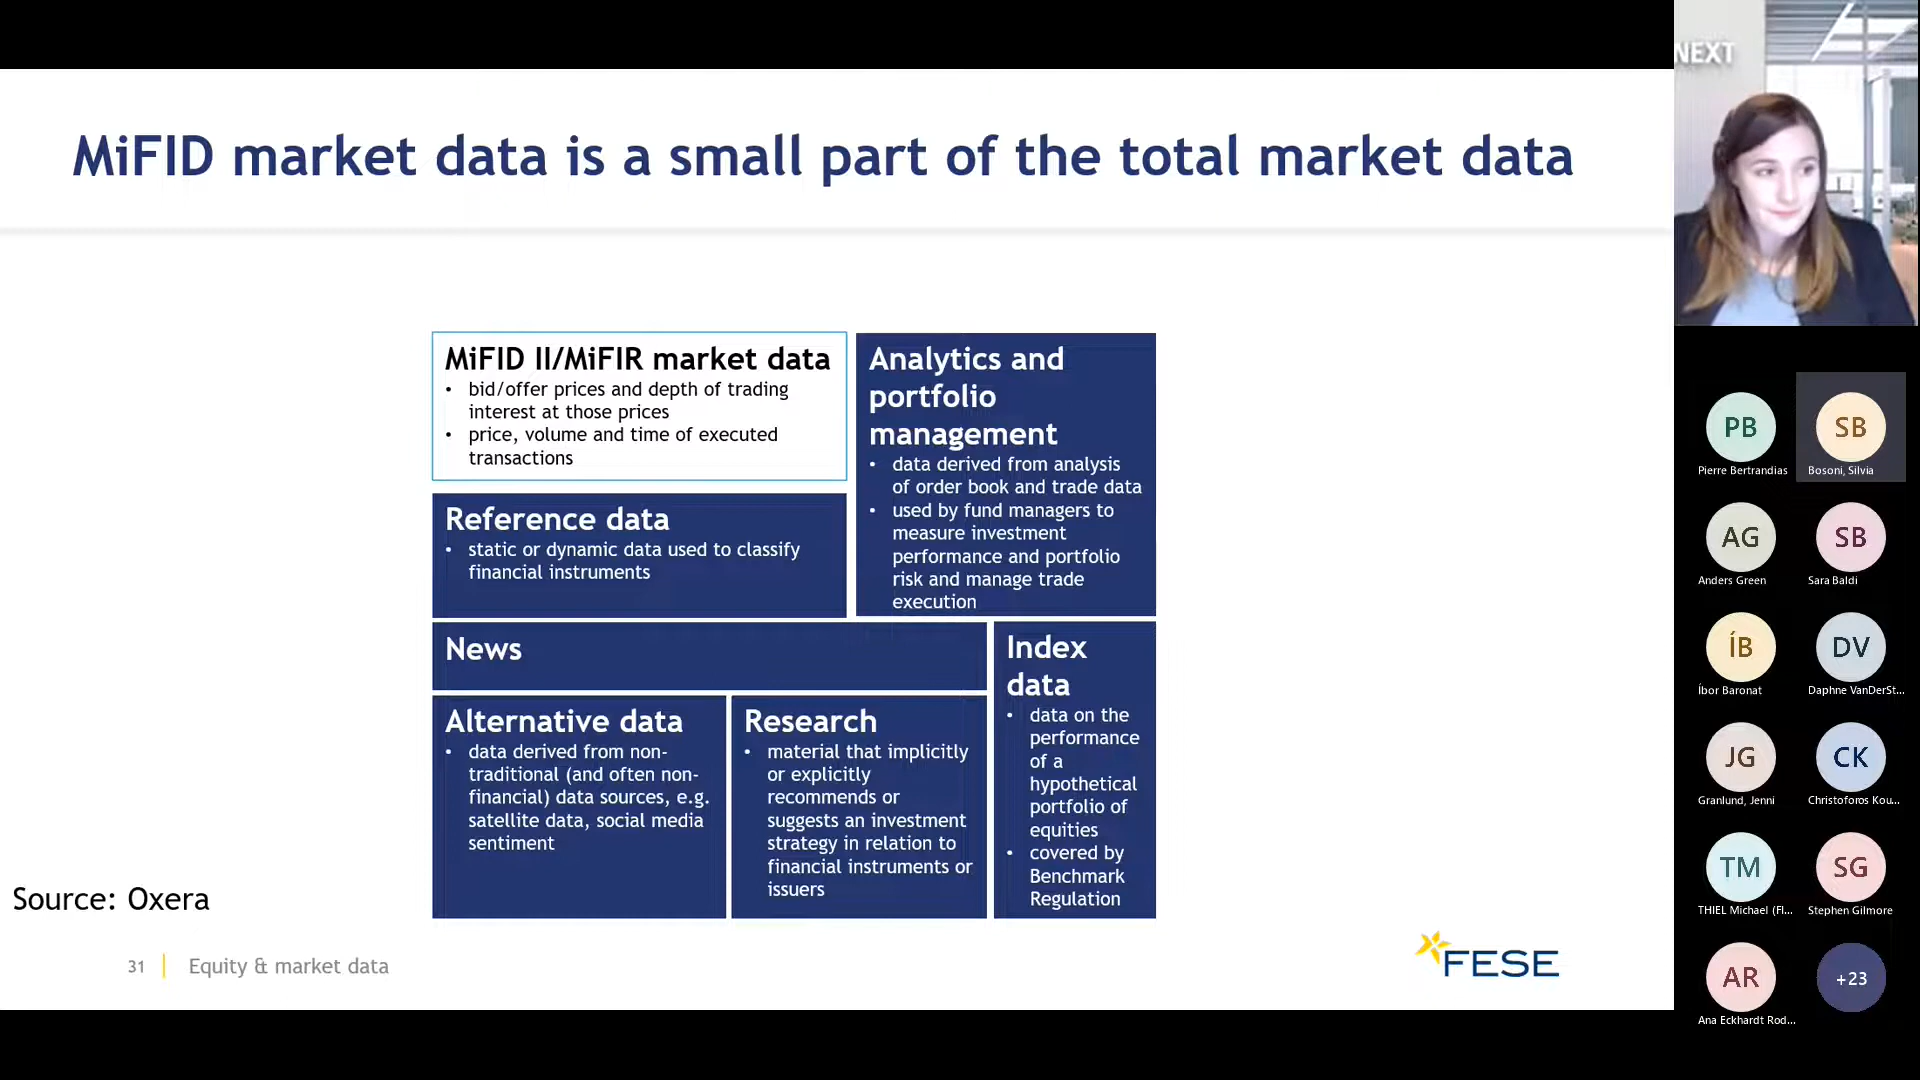 MiFID market data is a small part of the total market data
MiFID II/MiFIR market data
• bid/offer prices and depth of trading
interest at those prices
• price, volume and time of executed
transactions
Analytics and
portfolio
management
• data derived from analysis
of order book and trade data
• used by fund managers to
measure investment
performance and portfolio
risk and manage trade
execution
Reference data
• static or dynamic data used to classify
financial instruments
News
Index
data
• data on the
performance
of a
hypothetical
portfolio of
equities
• covered by
Benchmark
Regulation
Alternative data
• data derived from non-
traditional (and often non-
financial) data sources, e.g.
satellite data, social media
sentiment
Research
• material that implicitly
or explicitly
recommends or
suggests an investment
strategy in relation to
financial instruments or
issuers
Source: Oxera
31
Equity & market data
FESE
NEXT
PB
Pierre Bertrandias
SB
Bosoni, Silvia
AG
Anders Green
SB
Sara Baldi
ÍB
Íbor Baronat
DV
Daphne VanDerSt...
JG
Granlund, Jenni
CK
Christoforos Kou...
TM
THIEL Michael (FI...
SG
Stephen Gilmore
AR
Ana Eckhardt Rod...
+23